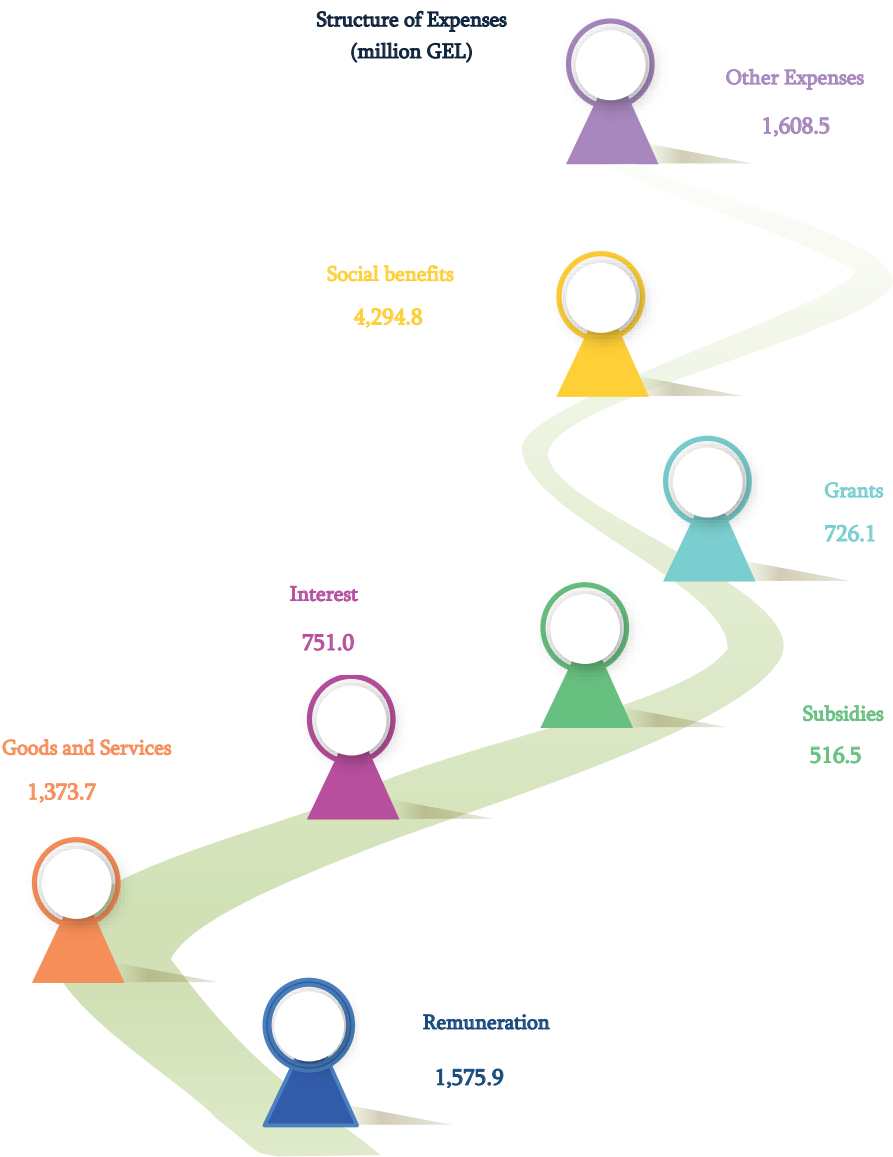 Structure of Expenses
(million GEL)
Other Expenses
1,608.5
Social benefits
4,294.8
Grants
726.1
Interest
751.0
Subsidies
516.5
Goods and Services
1,373.7
Remuneration
1,575.9